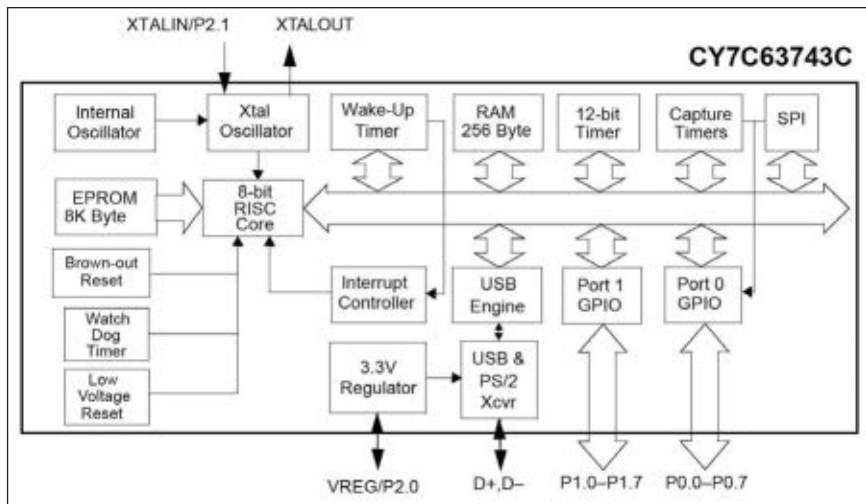 XTALIN/P2.1
XTALOUT
CY7C63743C
Internal
Oscillator
Xtal
Oscillator
Wake-Up
Timer
RAM
256 Byte
12-bit
Timer
Capture
Timers
SPI
EPROM
8K Byte
8-bit
RISC
Core
Brown-out
Reset
Interrupt
Controller
USB
Engine
Port 1
GPIO
Port 0
GPIO
Watch
Dog
Timer
Low
Voltage
Reset
3.3V
Regulator
USB &
PS/2
Xcvr
VREG/P2.0
D+,D–
P1.0–P1.7
P0.0–P0.7